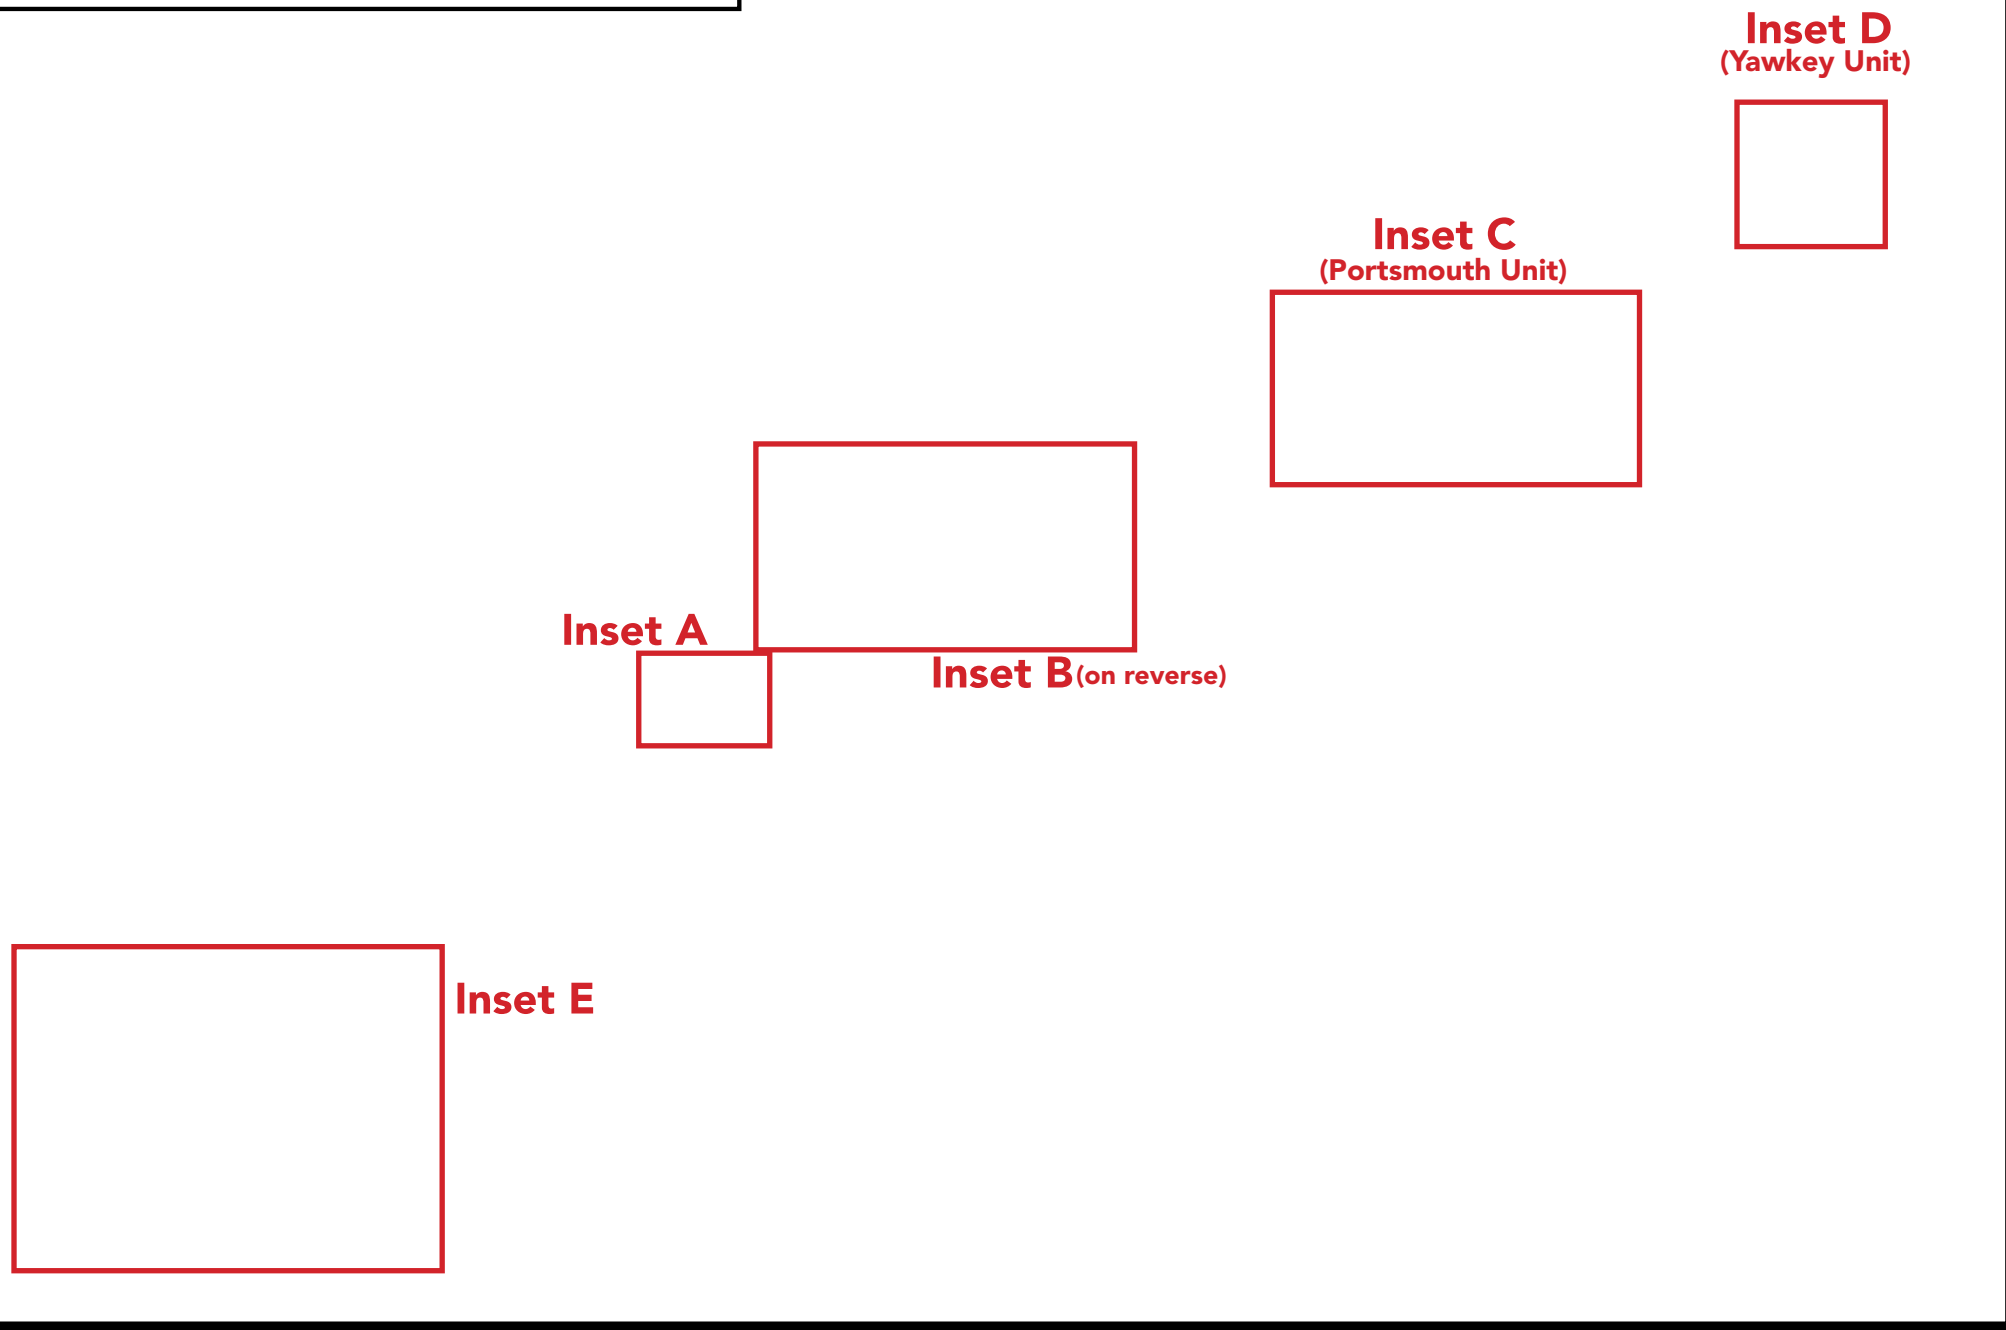 Inset D
(Yawkey Unit)
Inset C
(Portsmouth Unit)
Inset A
Inset B (on reverse)
Inset E